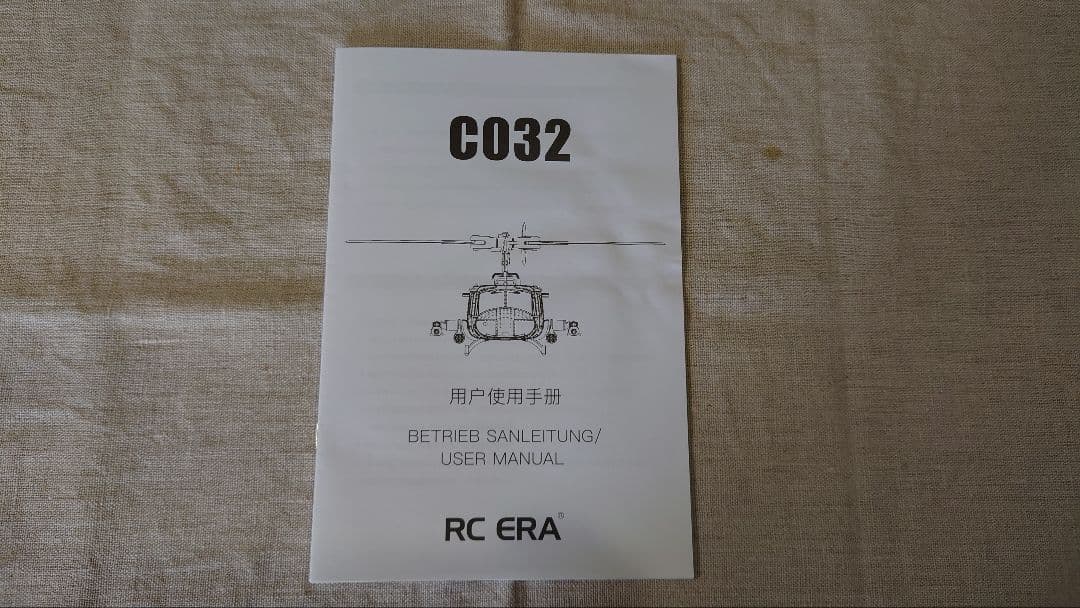 C032
用户使用手册
BETRIEB SANLEITUNG/
USER MANUAL
RC ERA®